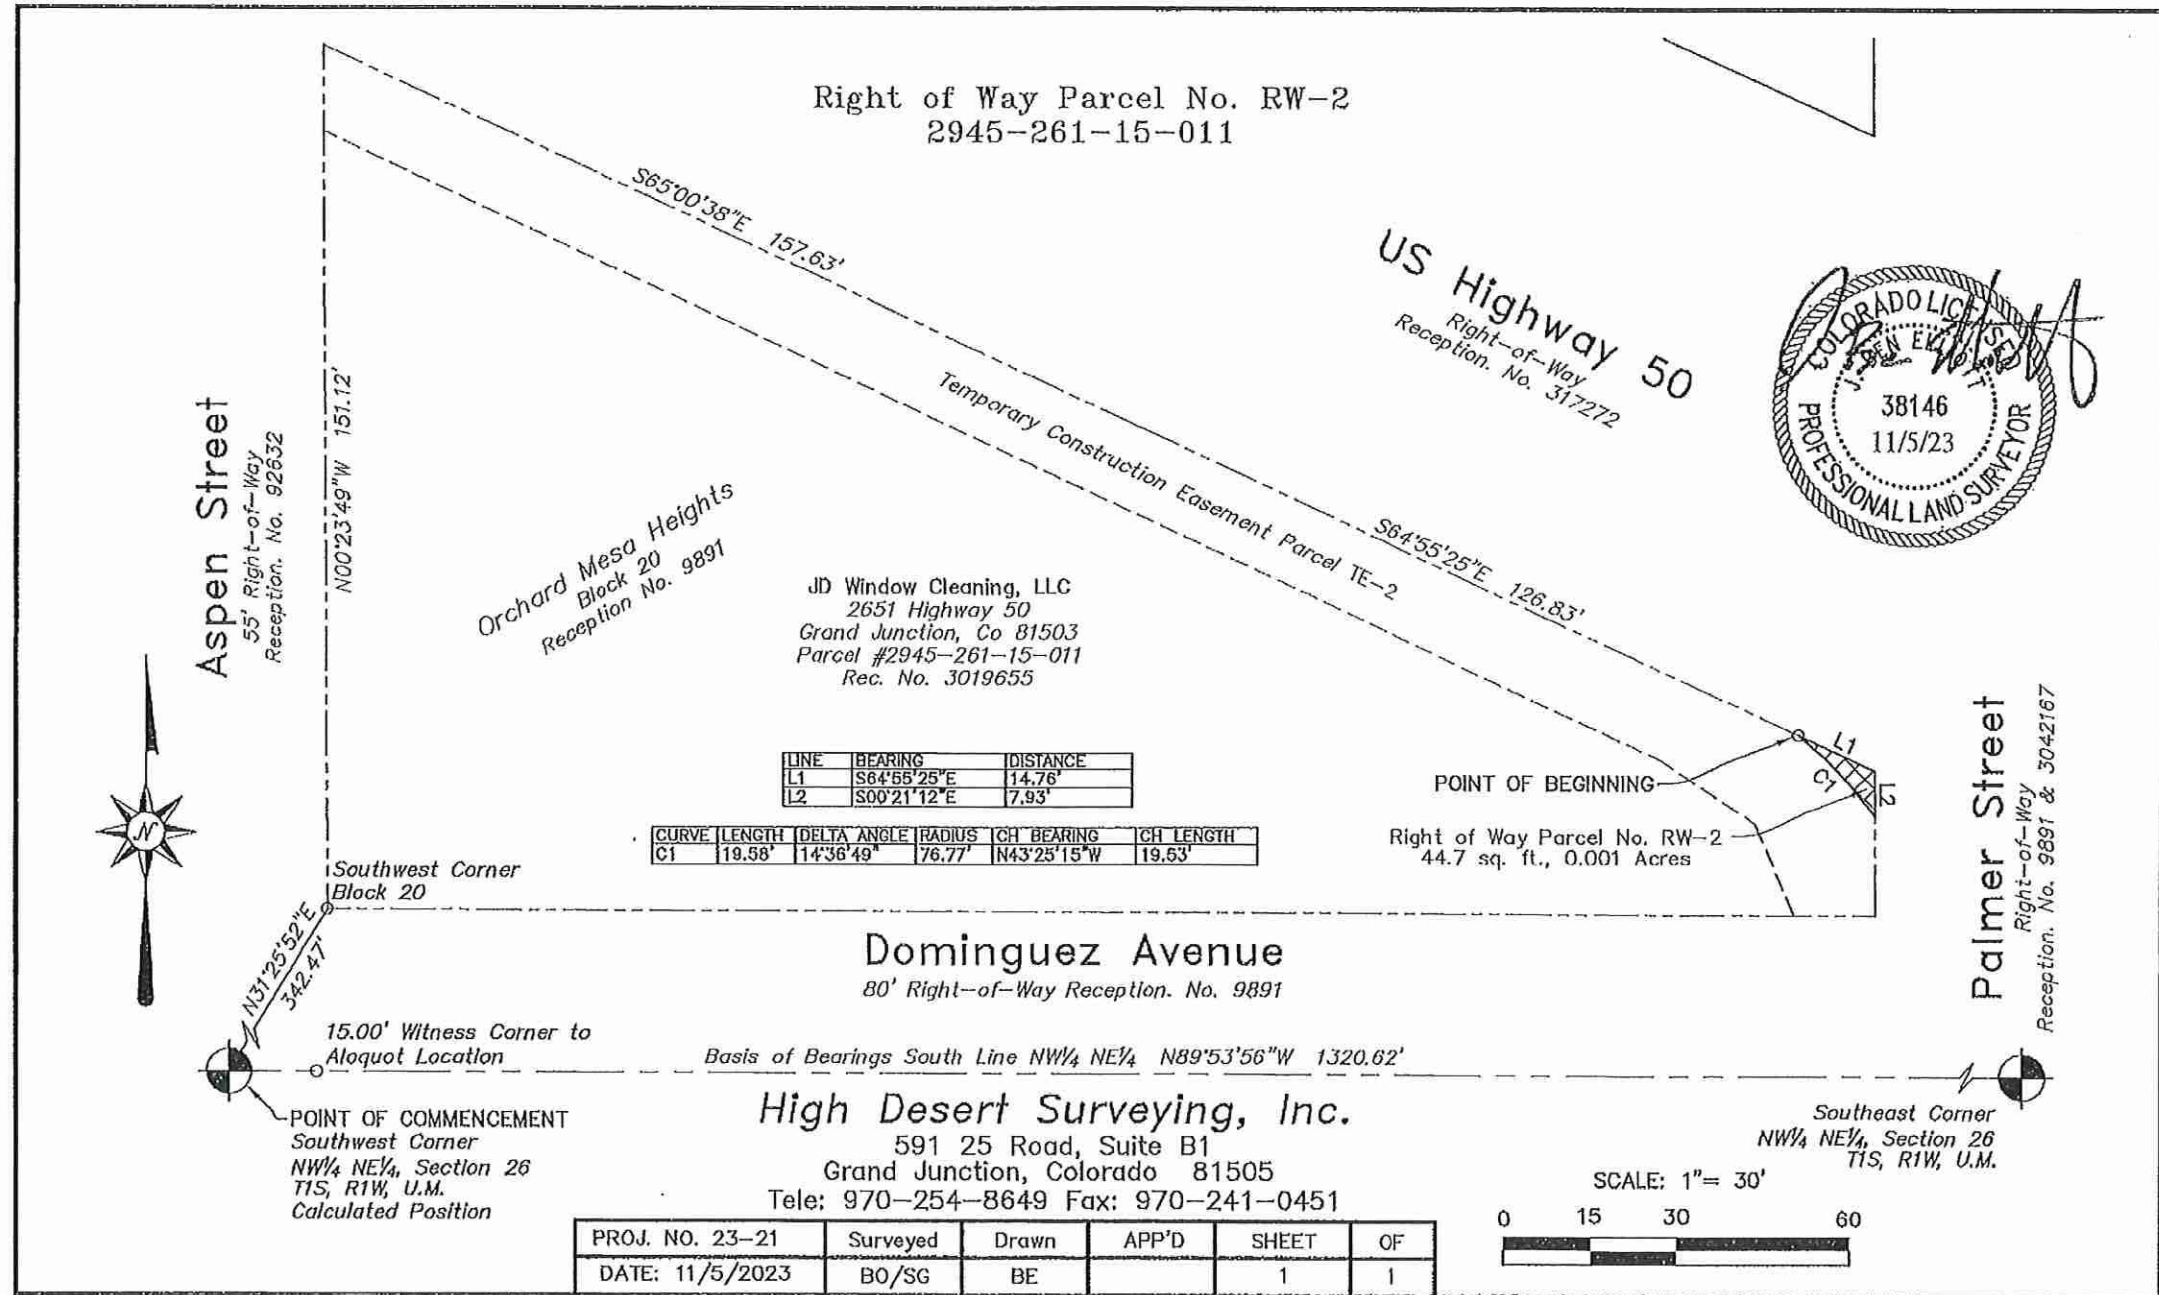 Right of Way Parcel No. RW-2
2945-261-15-011
S65°00'38"E 157.63'
US Highway 50
Right-of-Way
Reception. No. 317272
COLORADO LICENSED
38146
11/5/23
PROFESSIONAL LAND SURVEYOR
Temporary Construction Easement Parcel TE-2
S64°55'25"E 126.83'
Aspen Street
55' Right-of-Way
Reception. No. 92632
N00°23'49"W 151.12'
Orchard Mesa Heights
Block 20
Reception No. 9891
JD Window Cleaning, LLC
2651 Highway 50
Grand Junction, Co 81503
Parcel #2945-261-15-011
Rec. No. 3019655
LINE BEARING DISTANCE
L1 S64°55'25"E 14.76'
L2 S00°21'12"E 7.93'
CURVE LENGTH DELTA ANGLE RADIUS CH BEARING CH LENGTH
C1 19.58' 14°36'49" 76.77' N43°25'15"W 19.53'
L1
C1
L2
POINT OF BEGINNING
Right of Way Parcel No. RW-2
44.7 sq. ft., 0.001 Acres
Palmer Street
Right-of-Way
Reception. No. 9891 & 3042167
N
Southwest Corner
Block 20
N31°25'52"E
342.47'
Dominguez Avenue
80' Right-of-Way Reception. No. 9891
15.00' Witness Corner to
Aloquot Location
Basis of Bearings South Line NW¼ NE¼ N89°53'56"W 1320.62'
POINT OF COMMENCEMENT
Southwest Corner
NW¼ NE¼, Section 26
T1S, R1W, U.M.
Calculated Position
High Desert Surveying, Inc.
591 25 Road, Suite B1
Grand Junction, Colorado 81505
Tele: 970-254-8649 Fax: 970-241-0451
Southeast Corner
NW¼ NE¼, Section 26
T1S, R1W, U.M.
SCALE: 1"= 30'
0 15 30 60
PROJ. NO. 23-21 Surveyed Drawn APP'D SHEET OF
DATE: 11/5/2023 BO/SG BE 1 1